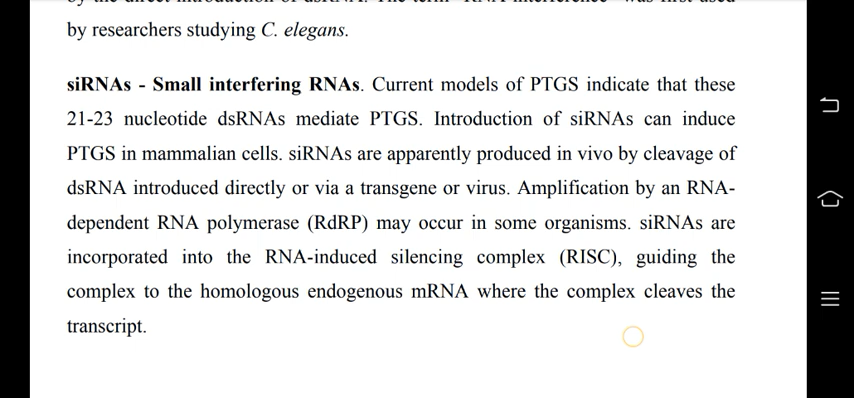 by researchers studying C. elegans.
siRNAs - Small interfering RNAs. Current models of PTGS indicate that these
21-23 nucleotide dsRNAs mediate PTGS. Introduction of siRNAs can induce
PTGS in mammalian cells. siRNAs are apparently produced in vivo by cleavage of
dsRNA introduced directly or via a transgene or virus. Amplification by an RNA-
dependent RNA polymerase (RdRP) may occur in some organisms. siRNAs are
incorporated into the RNA-induced silencing complex (RISC), guiding the
complex to the homologous endogenous mRNA where the complex cleaves the
transcript.